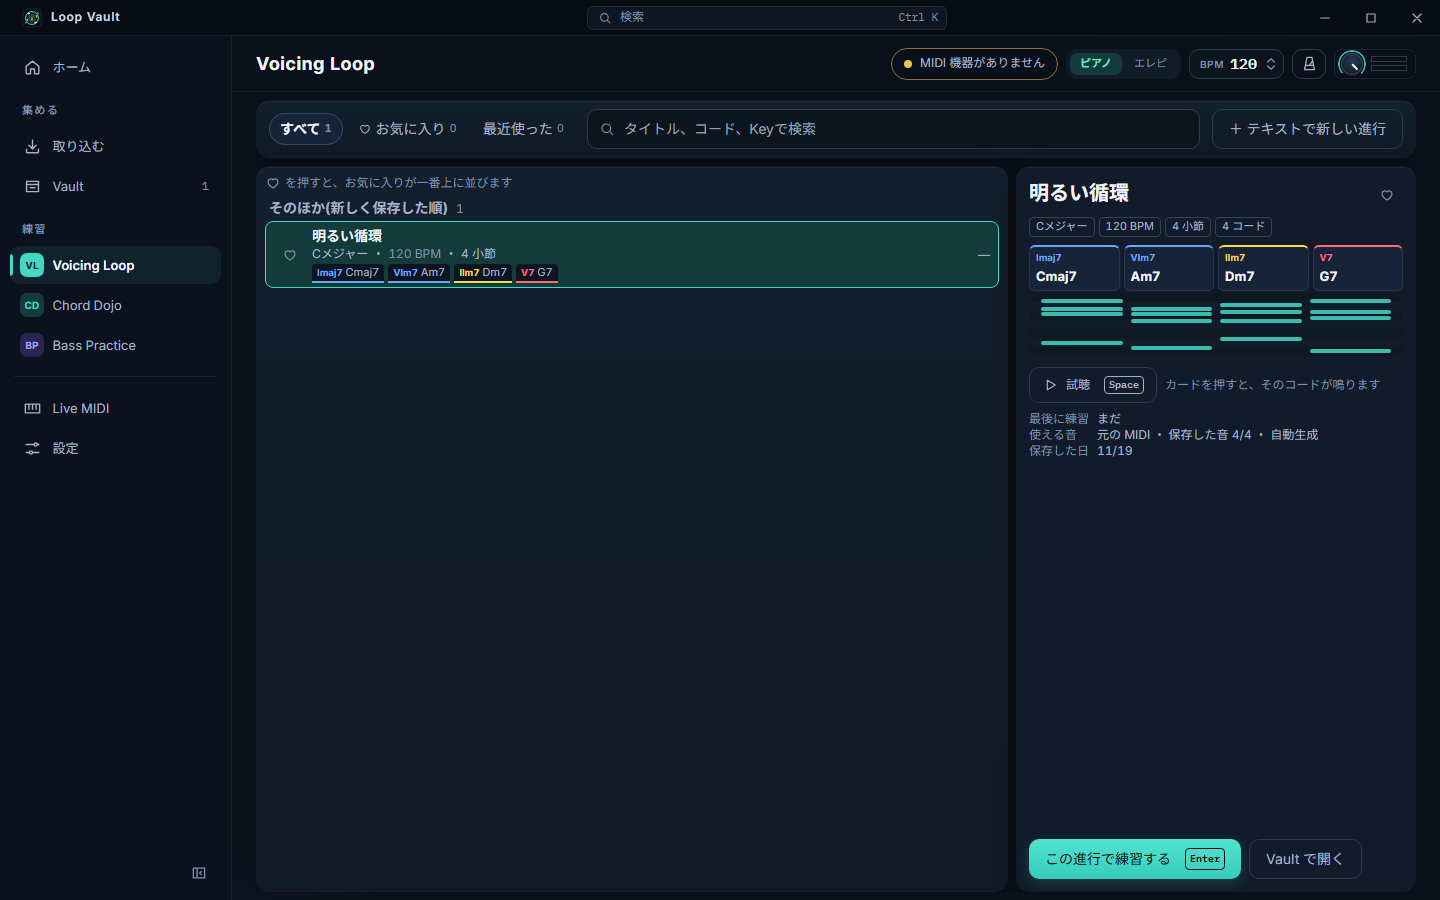 Loop Vault
検索
Ctrl K
ホーム
集める
取り込む
Vault 1
練習
VL Voicing Loop
CD Chord Dojo
BP Bass Practice
Live MIDI
設定
Voicing Loop
MIDI 機器がありません
ピアノ
エレピ
BPM 120
すべて 1
お気に入り 0
最近使った 0
タイトル、コード、Keyで検索
+ テキストで新しい進行
を押すと、お気に入りが一番上に並びます
そのほか(新しく保存した順) 1
明るい循環
Cメジャー・120 BPM・4 小節
Imaj7 Cmaj7 VIm7 Am7 IIm7 Dm7 V7 G7
—
明るい循環
Cメジャー 120 BPM 4 小節 4 コード
Imaj7 VIm7 IIm7 V7
Cmaj7 Am7 Dm7 G7
試聴 Space
カードを押すと、そのコードが鳴ります
最後に練習 まだ
使える音 元の MIDI・保存した音 4/4・自動生成
保存した日 11/19
この進行で練習する Enter
Vault で開く